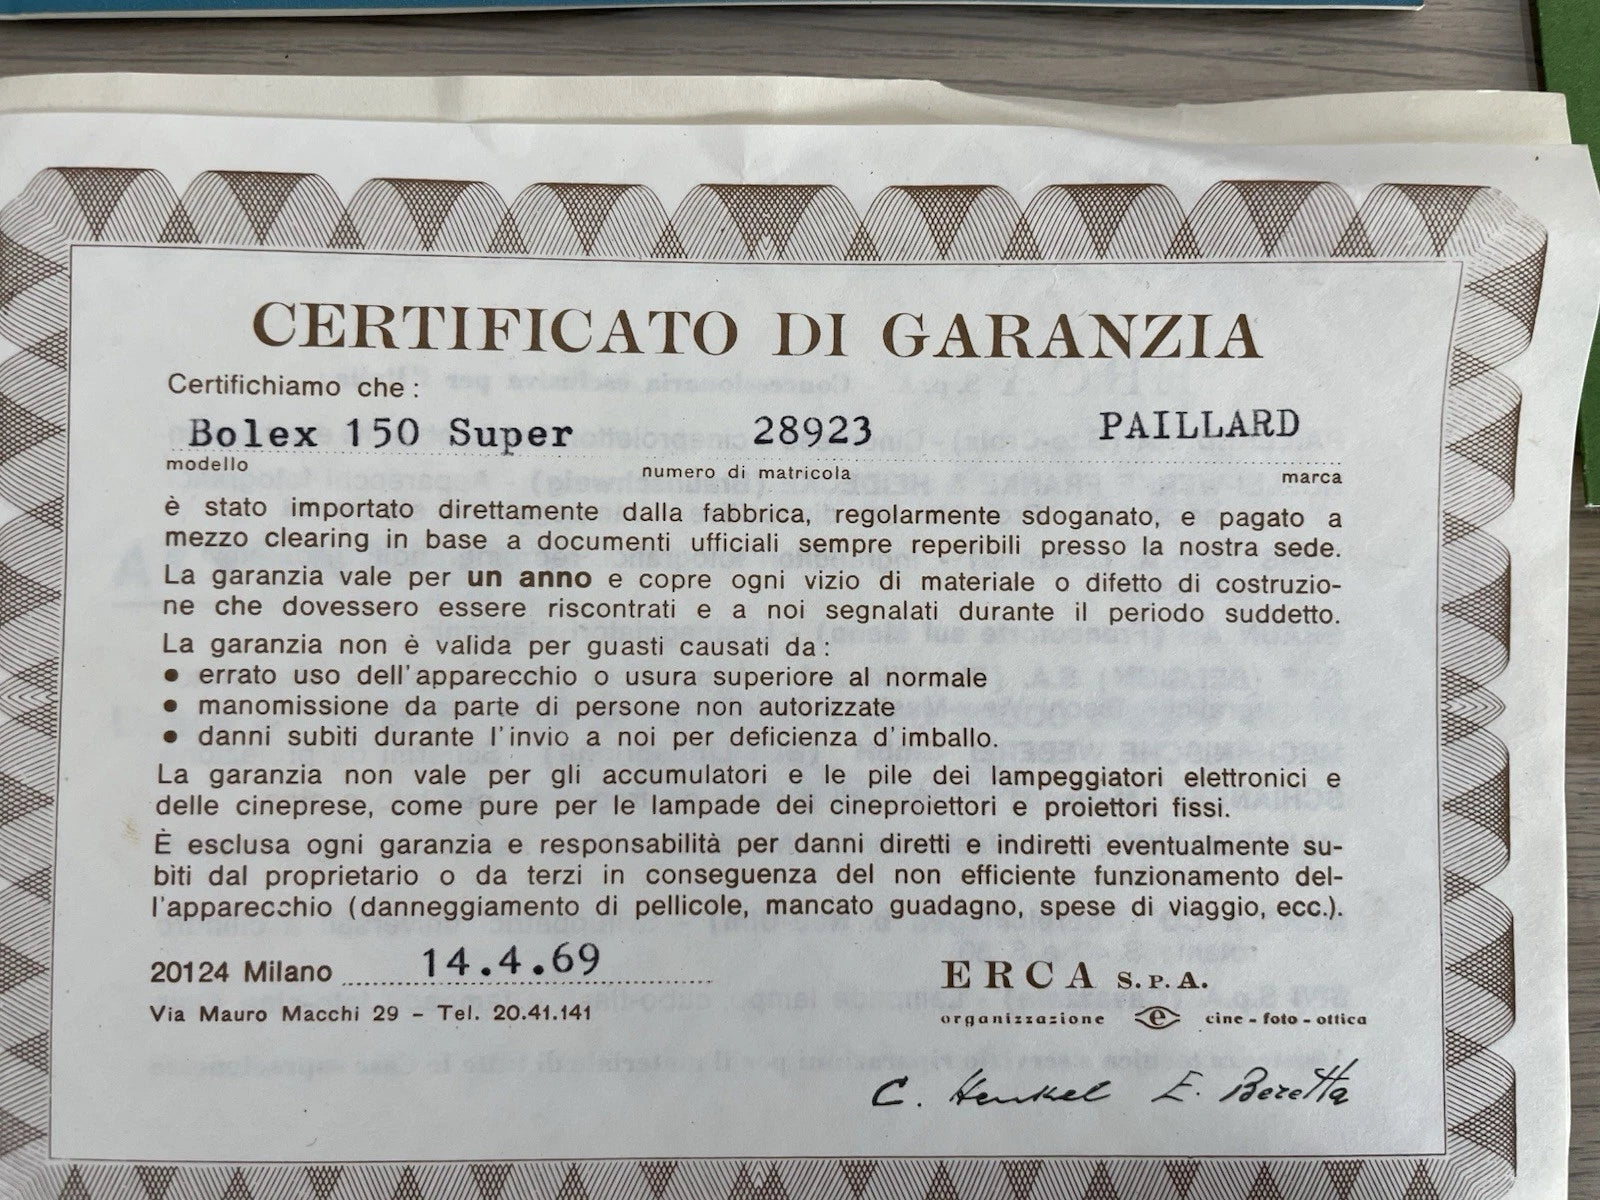 CERTIFICATO DI GARANZIA
Certifichiamo che :
Bolex 150 Super 28923 PAILLARD
modello numero di matricola marca
è stato importato direttamente dalla fabbrica, regolarmente sdoganato, e pagato a
mezzo clearing in base a documenti ufficiali sempre reperibili presso la nostra sede.
La garanzia vale per un anno e copre ogni vizio di materiale o difetto di costruzio-
ne che dovessero essere riscontrati e a noi segnalati durante il periodo suddetto.
La garanzia non è valida per guasti causati da :
• errato uso dell'apparecchio o usura superiore al normale
• manomissione da parte di persone non autorizzate
• danni subìti durante l'invio a noi per deficienza d'imballo.
La garanzia non vale per gli accumulatori e le pile dei lampeggiatori elettronici e
delle cineprese, come pure per le lampade dei cineproiettori e proiettori fissi.
È esclusa ogni garanzia e responsabilità per danni diretti e indiretti eventualmente su-
bìti dal proprietario o da terzi in conseguenza del non efficiente funzionamento del-
l'apparecchio (danneggiamento di pellicole, mancato guadagno, spese di viaggio, ecc.).
20124 Milano 14.4.69
Via Mauro Macchi 29 - Tel. 20.41.141
ERCA S.P.A.
organizzazione e cine - foto - ottica
C. Henkel E. Beretta